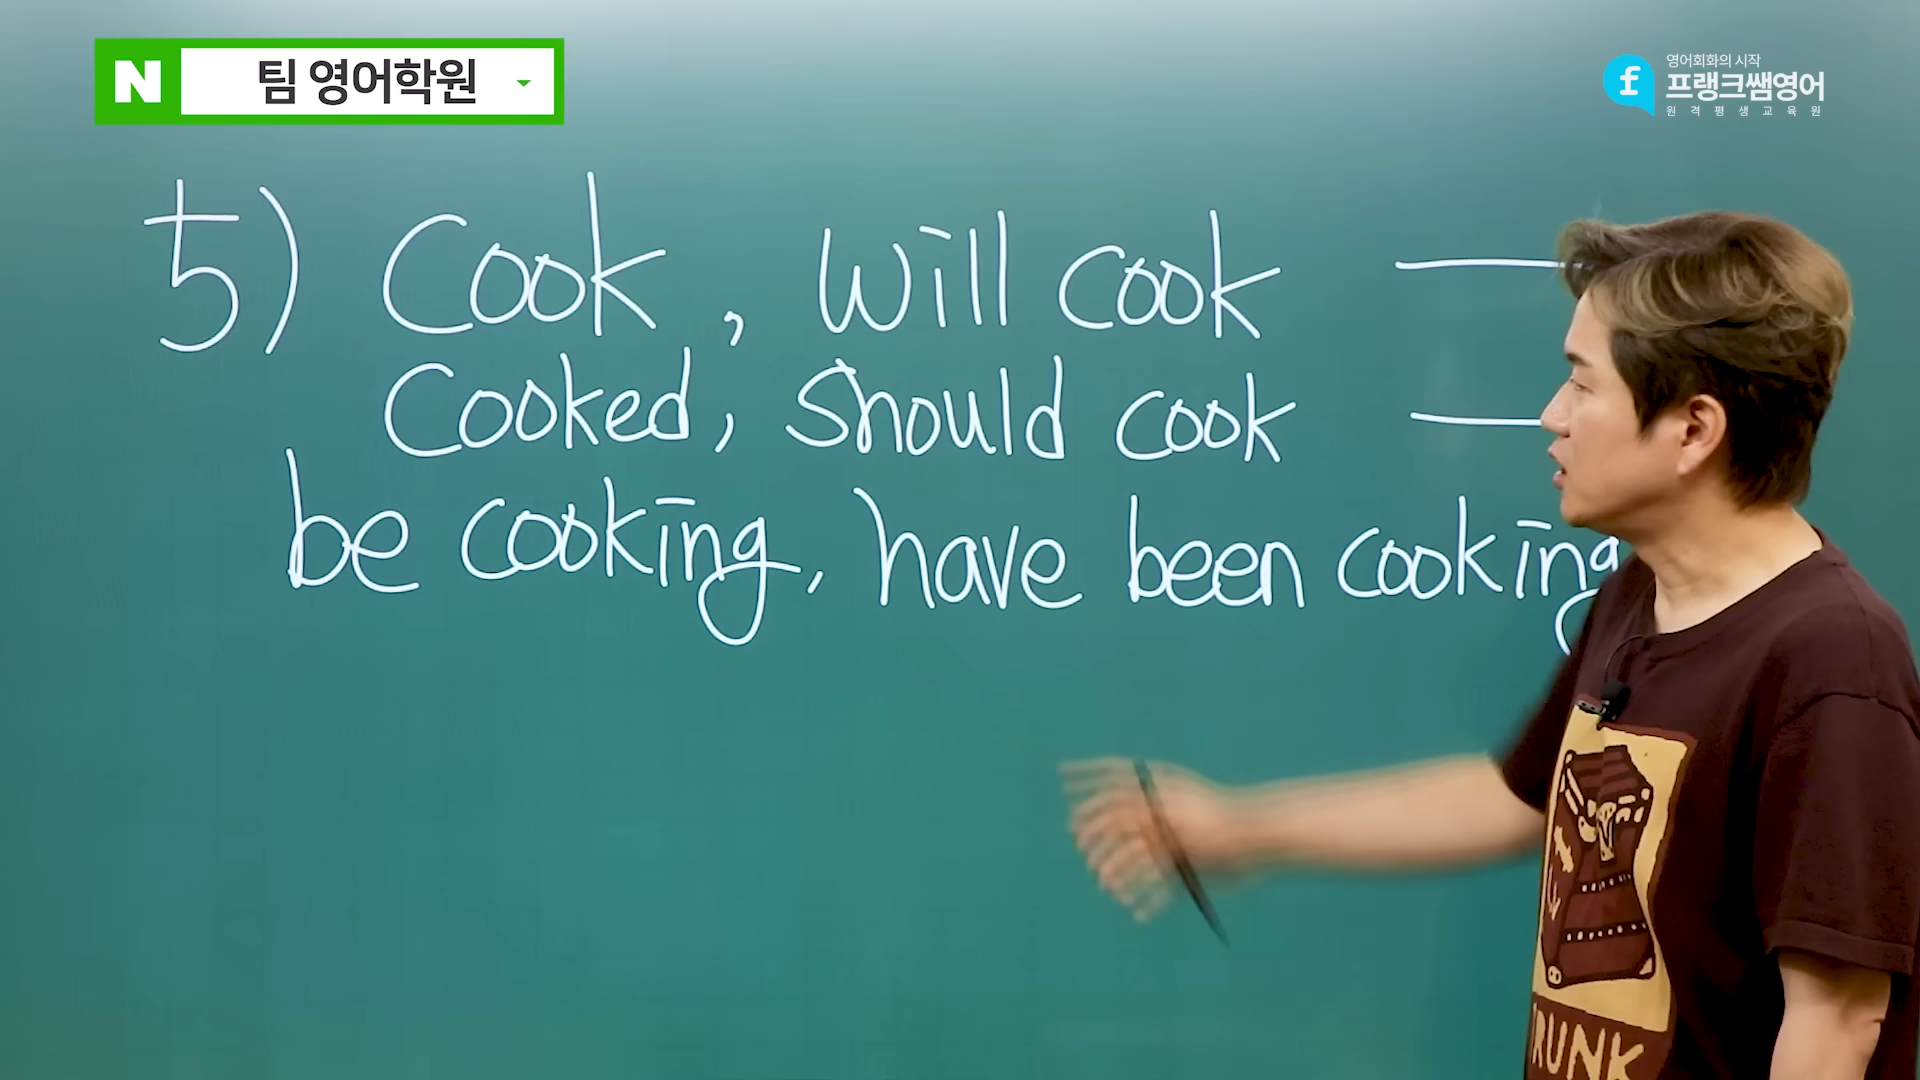 N 팀 영어학원
영어회화의 시작
f 프랭크쌤영어
원격평생교육원
5) Cook, will cook
Cooked, should cook
be cooking, have been cooking
TRUNK